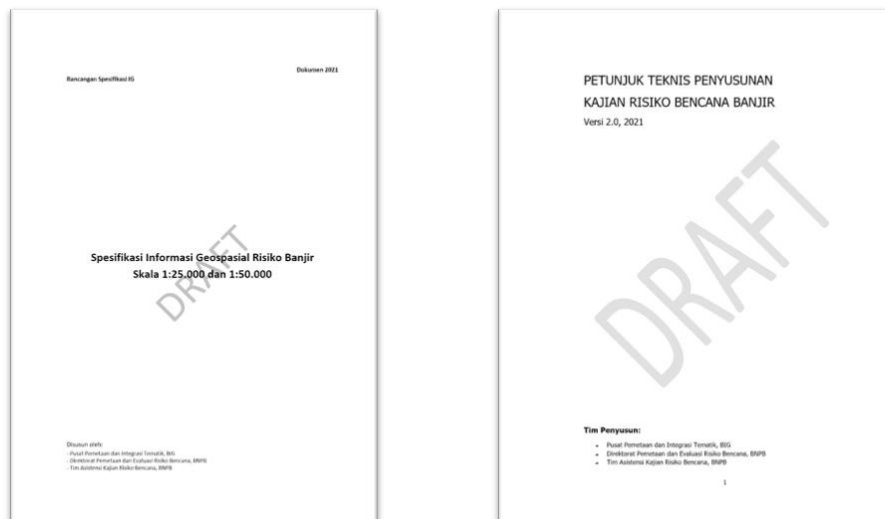 Dokumen 2021
Rancangan Spesifikasi IG
DRAFT
Spesifikasi Informasi Geospasial Risiko Banjir
Skala 1:25.000 dan 1:50.000
Disusun oleh:
- Pusat Pemetaan dan Integrasi Tematik, BIG
- Direktorat Pemetaan dan Evaluasi Risiko Bencana, BNPB
- Tim Asistensi Kajian Risiko Bencana, BNPB
PETUNJUK TEKNIS PENYUSUNAN
KAJIAN RISIKO BENCANA BANJIR
Versi 2.0, 2021
DRAFT
Tim Penyusun:
• Pusat Pemetaan dan Integrasi Tematik, BIG
• Direktorat Pemetaan dan Evaluasi Risiko Bencana, BNPB
• Tim Asistensi Kajian Risiko Bencana, BNPB
1